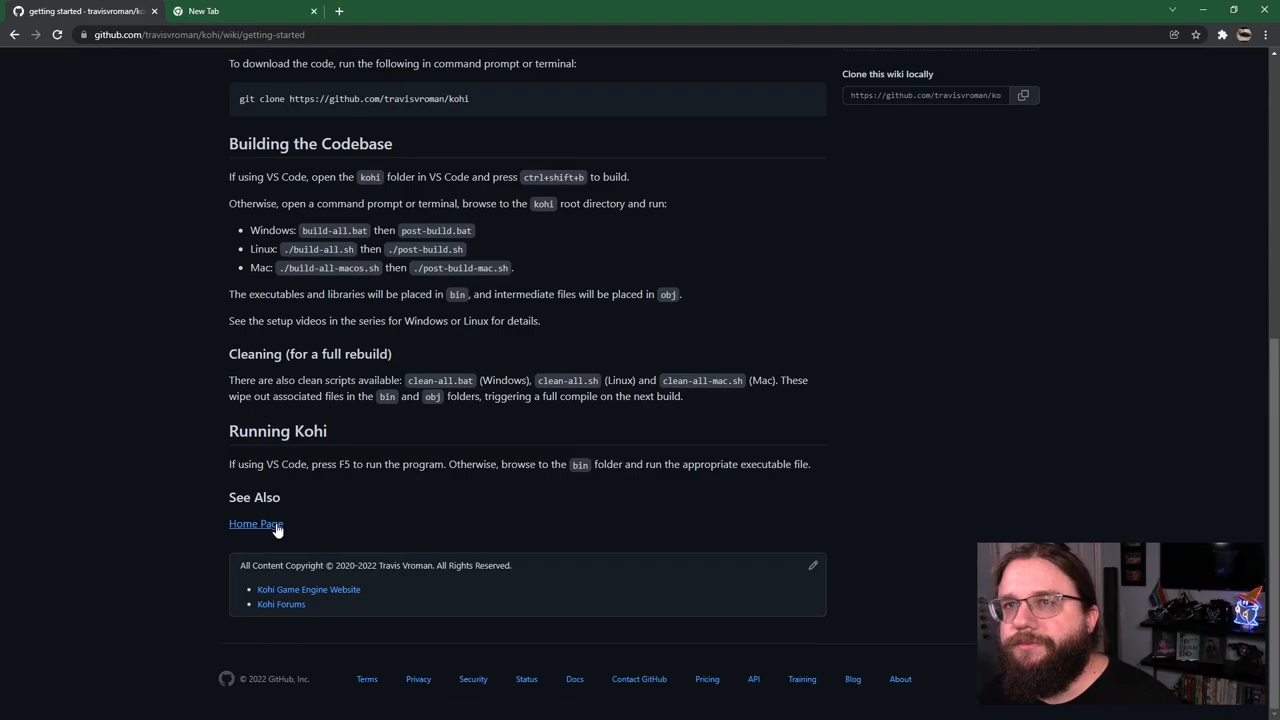 getting started · travisvroman/ko
New Tab
github.com/travisvroman/kohi/wiki/getting-started
To download the code, run the following in command prompt or terminal:
git clone https://github.com/travisvroman/kohi
Clone this wiki locally
https://github.com/travisvroman/ko
Building the Codebase
If using VS Code, open the kohi folder in VS Code and press ctrl+shift+b to build.
Otherwise, open a command prompt or terminal, browse to the kohi root directory and run:
• Windows: build-all.bat then post-build.bat
• Linux: ./build-all.sh then ./post-build.sh
• Mac: ./build-all-macos.sh then ./post-build-mac.sh.
The executables and libraries will be placed in bin, and intermediate files will be placed in obj.
See the setup videos in the series for Windows or Linux for details.
Cleaning (for a full rebuild)
There are also clean scripts available: clean-all.bat (Windows), clean-all.sh (Linux) and clean-all-mac.sh (Mac). These
wipe out associated files in the bin and obj folders, triggering a full compile on the next build.
Running Kohi
If using VS Code, press F5 to run the program. Otherwise, browse to the bin folder and run the appropriate executable file.
See Also
Home Page
All Content Copyright © 2020-2022 Travis Vroman. All Rights Reserved.
• Kohi Game Engine Website
• Kohi Forums
© 2022 GitHub, Inc.
Terms
Privacy
Security
Status
Docs
Contact GitHub
Pricing
API
Training
Blog
About